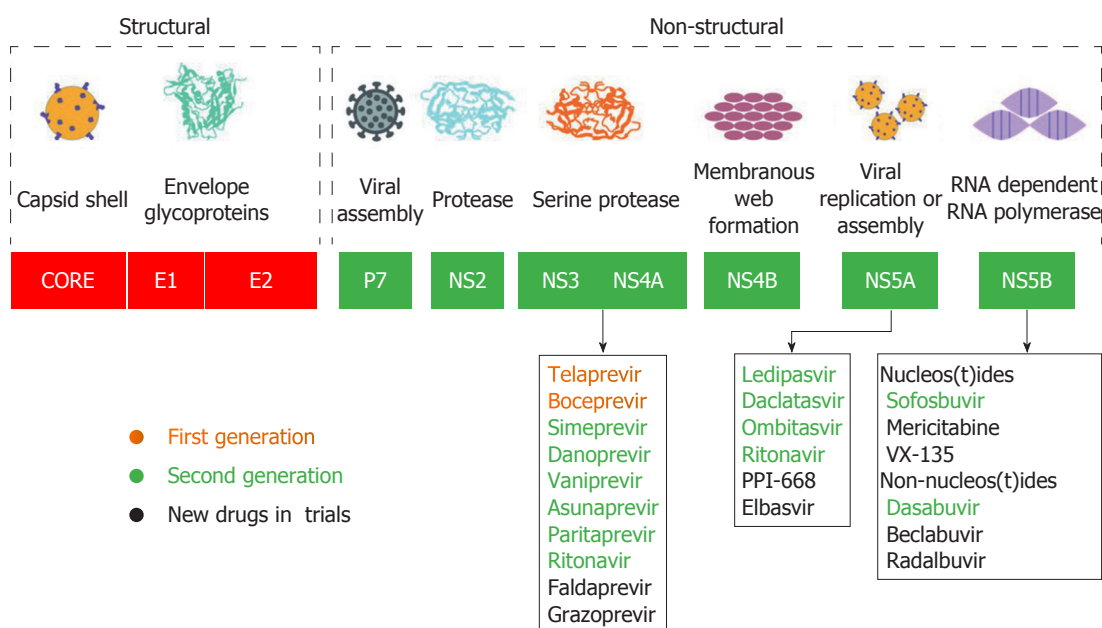 Structural
Non-structural
Capsid shell
Envelope
glycoproteins
Viral
assembly
Protease
Serine protease
Membranous
web
formation
Viral
replication or
assembly
RNA dependent
RNA polymerase
CORE
E1
E2
P7
NS2
NS3 NS4A
NS4B
NS5A
NS5B
First generation
Second generation
New drugs in trials
Telaprevir
Boceprevir
Simeprevir
Danoprevir
Vaniprevir
Asunaprevir
Paritaprevir
Ritonavir
Faldaprevir
Grazoprevir
Ledipasvir
Daclatasvir
Ombitasvir
Ritonavir
PPI-668
Elbasvir
Nucleos(t)ides
Sofosbuvir
Mericitabine
VX-135
Non-nucleos(t)ides
Dasabuvir
Beclabuvir
Radalbuvir